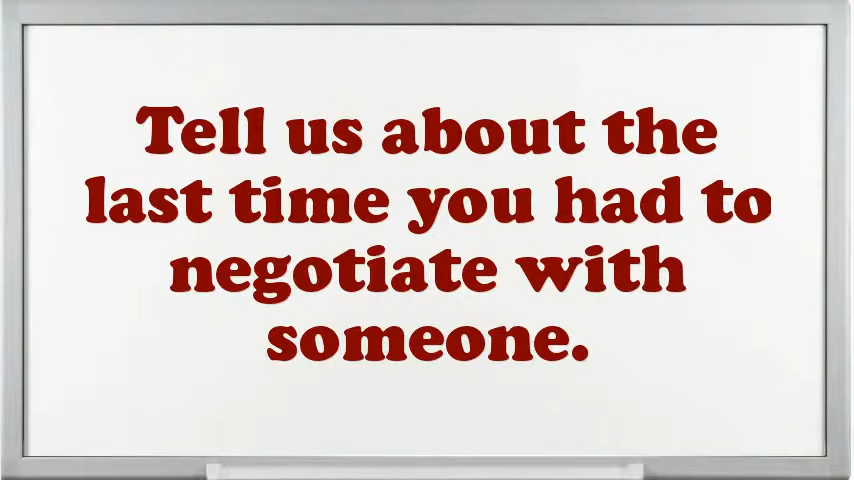 Tell us about the
last time you had to
negotiate with
someone.